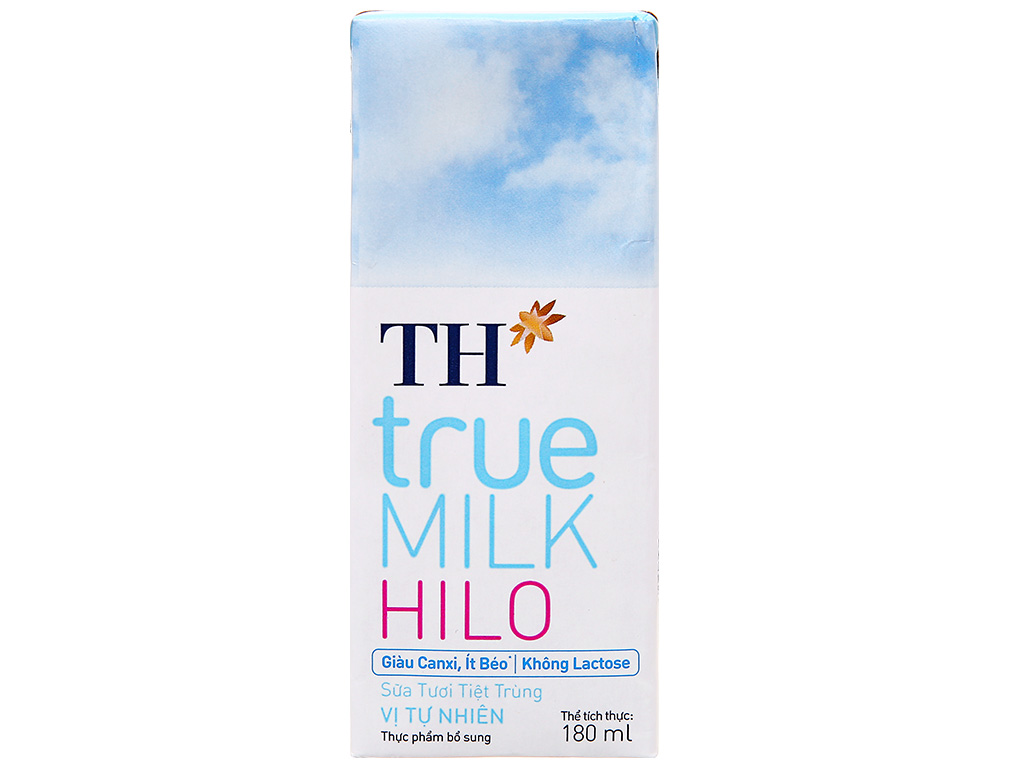 TH
true
MILK
HILO
Giàu Canxi, Ít Béo* | Không Lactose
Sữa Tươi Tiệt Trùng
VỊ TỰ NHIÊN
Thực phẩm bổ sung
Thể tích thực:
180 ml